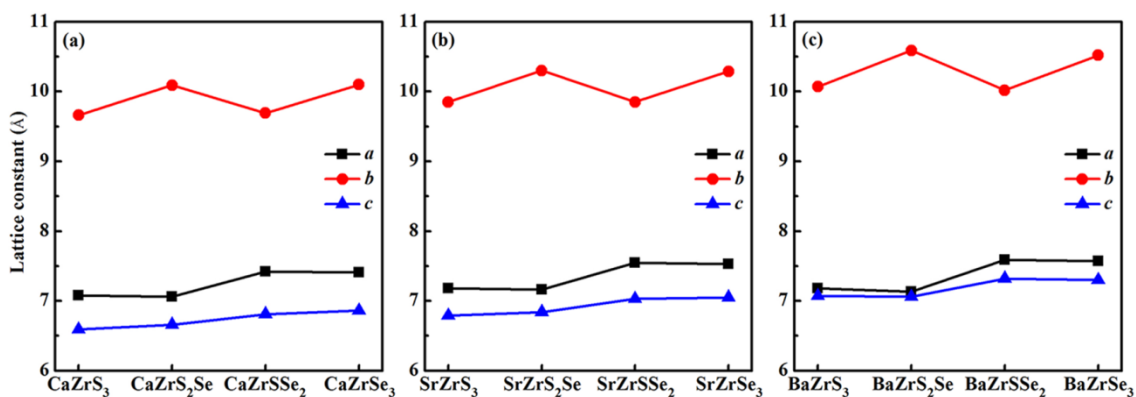 Lattice constant (Å)
11
10
9
8
7
6
(a)
a
b
c
CaZrS₃ CaZrS₂Se CaZrSSe₂ CaZrSe₃
11
10
9
8
7
6
(b)
a
b
c
SrZrS₃ SrZrS₂Se SrZrSSe₂ SrZrSe₃
11
10
9
8
7
6
(c)
a
b
c
BaZrS₃ BaZrS₂Se BaZrSSe₂ BaZrSe₃